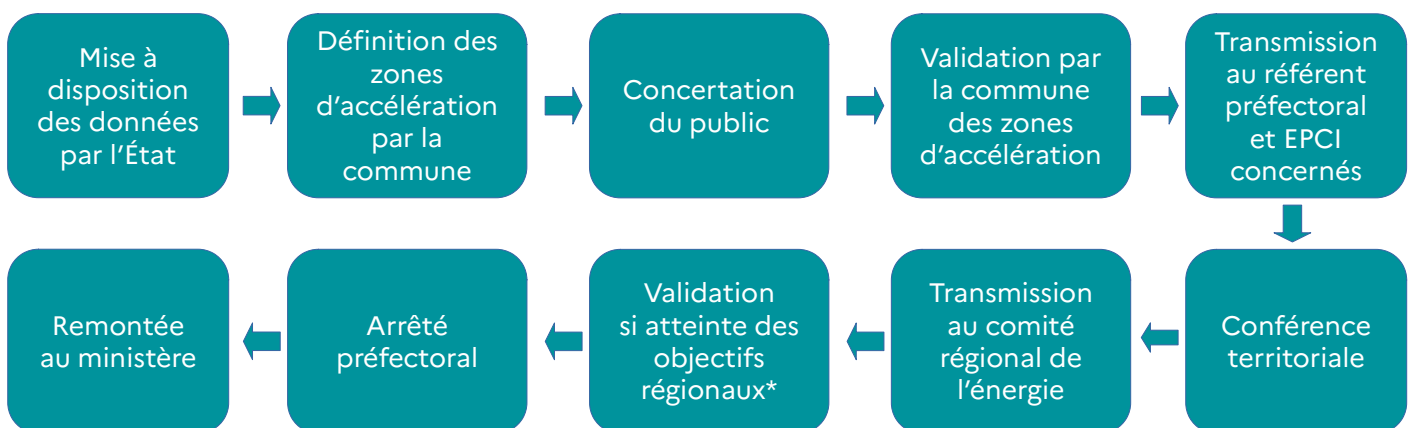 Mise à
disposition
des données
par l'État
Définition des
zones
d'accélération
par la
commune
Concertation
du public
Validation par
la commune
des zones
d'accélération
Transmission
au référent
préfectoral
et EPCI
concernés
Conférence
territoriale
Transmission
au comité
régional de
l'énergie
Validation
si atteinte des
objectifs
régionaux*
Arrêté
préfectoral
Remontée
au ministère